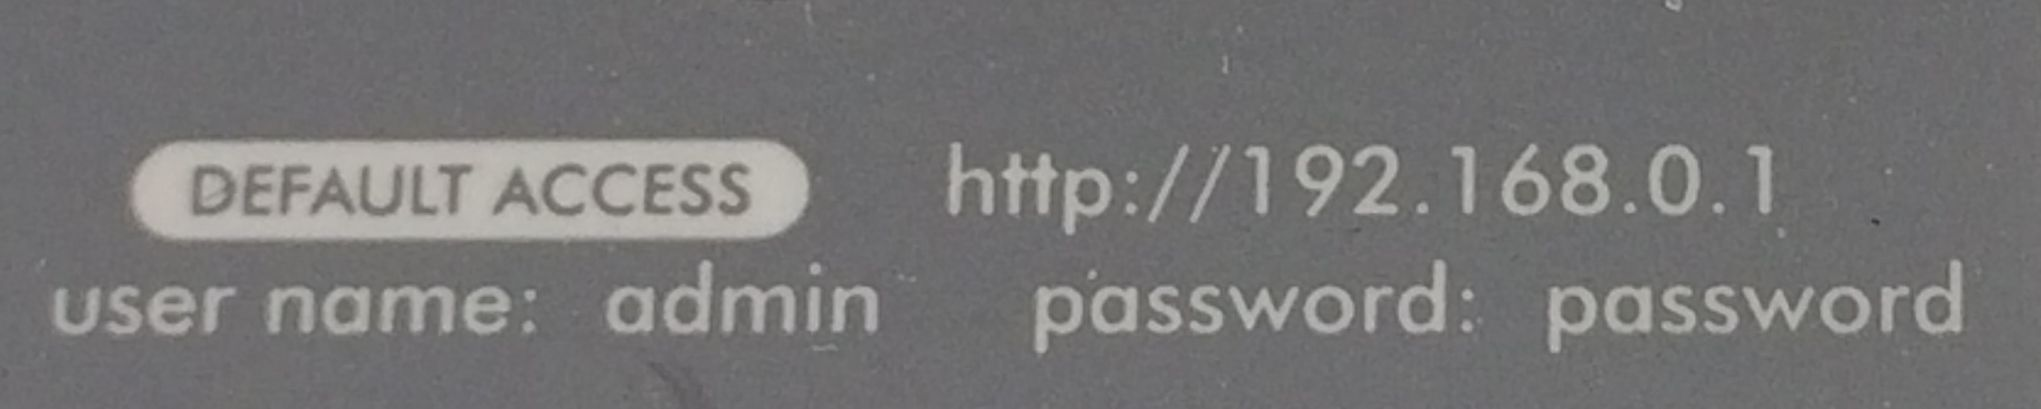 DEFAULT ACCESS http://192.168.0.1
user name: admin password: password